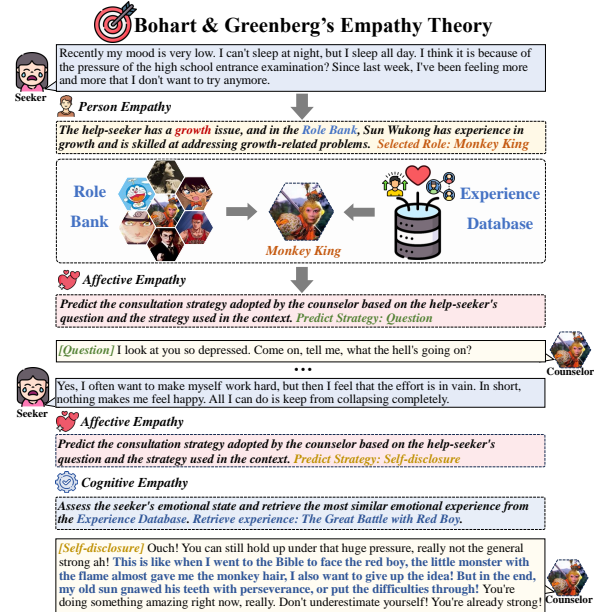 Bohart & Greenberg's Empathy Theory
Recently my mood is very low. I can't sleep at night, but I sleep all day. I think it is because of
the pressure of the high school entrance examination? Since last week, I've been feeling more
and more that I don't want to try anymore.
Seeker
Person Empathy
The help-seeker has a growth issue, and in the Role Bank, Sun Wukong has experience in
growth and is skilled at addressing growth-related problems. Selected Role: Monkey King
Role
Bank
Experience
Database
Monkey King
Affective Empathy
Predict the consultation strategy adopted by the counselor based on the help-seeker's
question and the strategy used in the context. Predict Strategy: Question
[Question] I look at you so depressed. Come on, tell me, what the hell's going on?
Counselor
...
Yes, I often want to make myself work hard, but then I feel that the effort is in vain. In short,
nothing makes me feel happy. All I can do is keep from collapsing completely.
Seeker
Affective Empathy
Predict the consultation strategy adopted by the counselor based on the help-seeker's
question and the strategy used in the context. Predict Strategy: Self-disclosure
Cognitive Empathy
Assess the seeker's emotional state and retrieve the most similar emotional experience from
the Experience Database. Retrieve experience: The Great Battle with Red Boy.
[Self-disclosure] Ouch! You can still hold up under that huge pressure, really not the general
strong ah! This is like when I went to the Bible to face the red boy, the little monster with
the flame almost gave me the monkey hair, I also want to give up the idea! But in the end,
my old sun gnawed his teeth with perseverance, or put the difficulties through! You're
doing something amazing right now, really. Don't underestimate yourself! You're already strong!
Counselor